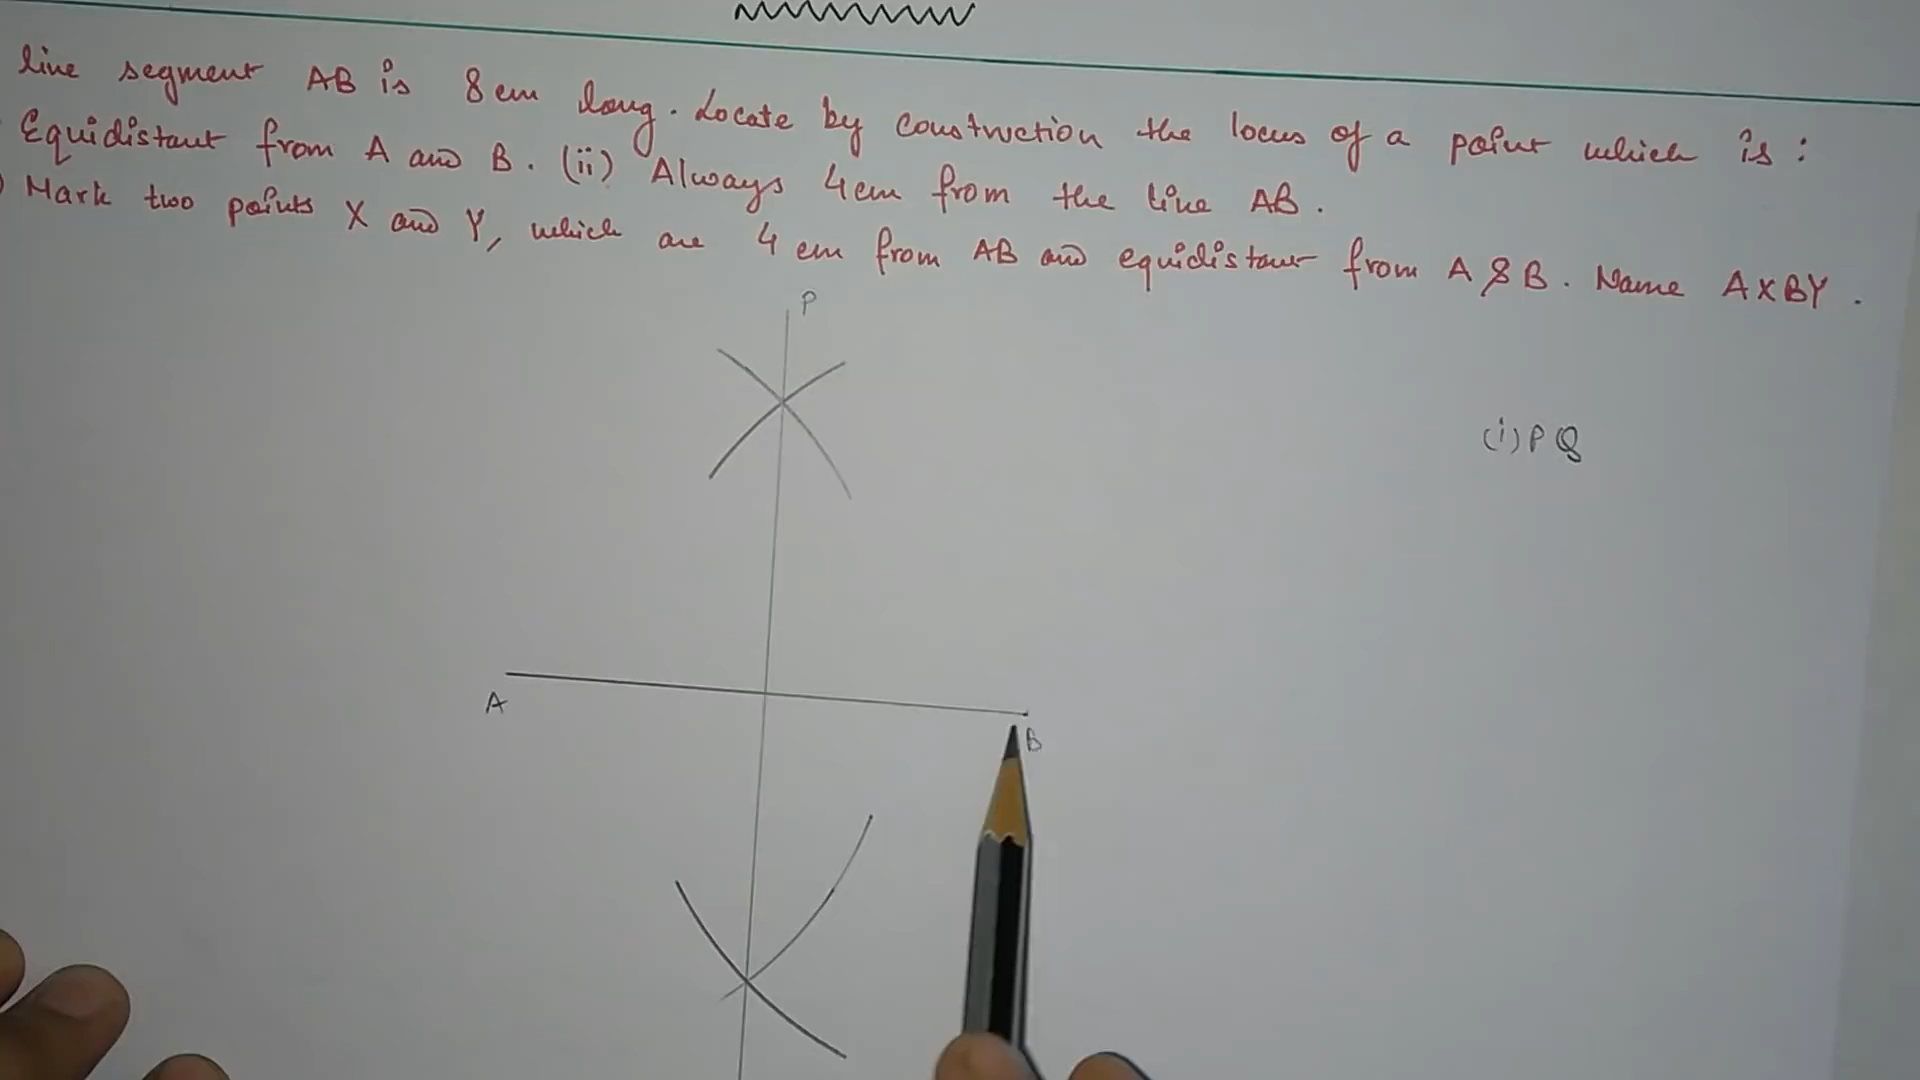 line segment AB is 8 cm long. Locate by construction the locus of a point which is :
Equidistant from A and B. (ii) Always 4 cm from the line AB.
) Mark two points X and Y, which are 4 cm from AB and equidistant from A & B. Name AXBY.
P
(i) PQ
A
B